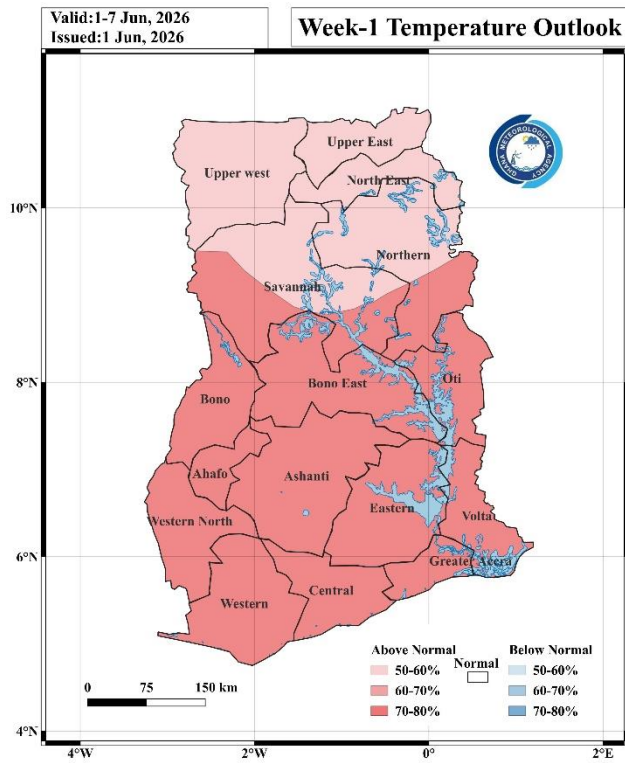 Valid:1-7 Jun, 2026
Issued:1 Jun, 2026
Week-1 Temperature Outlook
GHANA METEOROLOGICAL AGENCY
Upper East
Upper west
North East
10°N
Northern
Savannah
8°N
Bono East
Oti
Bono
Ahafo
Ashanti
Eastern
Western North
Volta
6°N
Greater Accra
Central
Western
Above Normal
Normal
Below Normal
50-60%
50-60%
60-70%
60-70%
70-80%
70-80%
0
75
150 km
4°N
4°W
2°W
0°
2°E